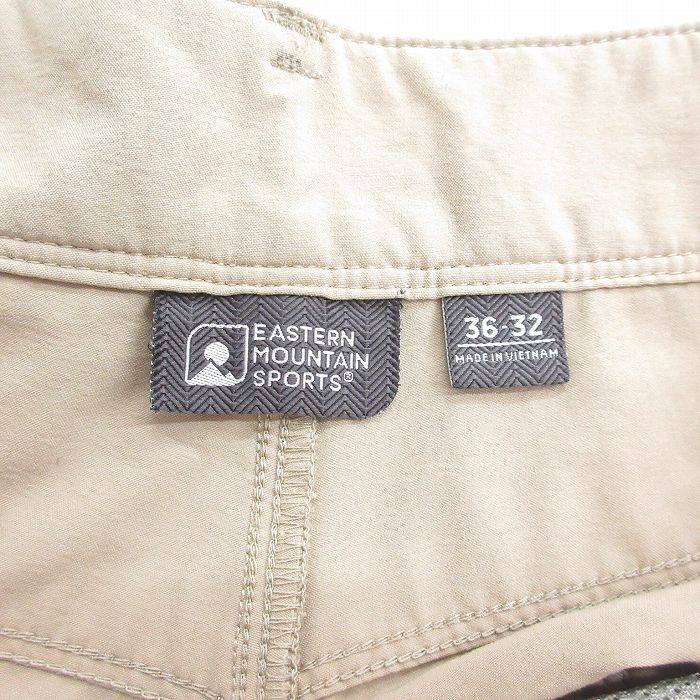 EASTERN
MOUNTAIN
SPORTS®
36-32
MADE IN VIETNAM